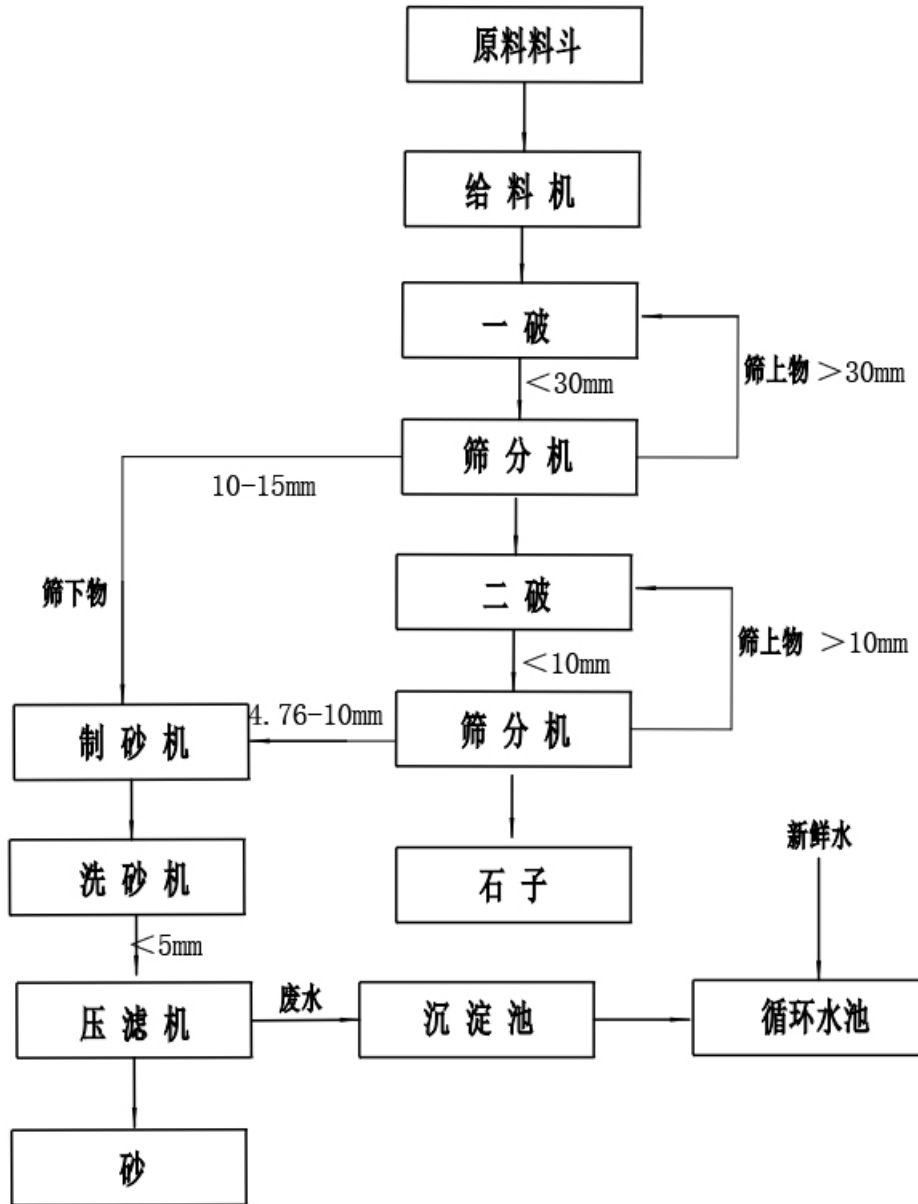 原料料斗
给料机
一破
筛上物 >30mm
<30mm
筛分机
10-15mm
二破
筛下物
筛上物 >10mm
<10mm
4.76-10mm
制砂机
筛分机
新鲜水
洗砂机
石子
<5mm
废水
压滤机
沉淀池
循环水池
砂